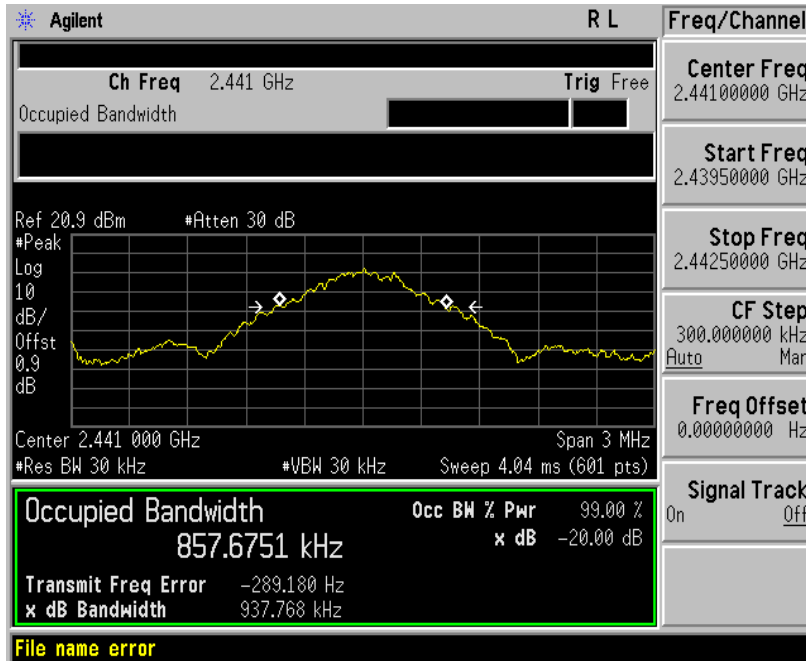 Agilent
R L
Freq/Channel
Ch Freq 2.441 GHz
Trig Free
Occupied Bandwidth
Center Freq
2.44100000 GHz
Start Freq
2.43950000 GHz
Stop Freq
2.44250000 GHz
CF Step
300.000000 kHz
Auto Man
Freq Offset
0.00000000 Hz
Signal Track
On Off
Ref 20.9 dBm #Atten 30 dB
#Peak
Log
10
dB/
Offst
0.9
dB
Center 2.441 000 GHz Span 3 MHz
#Res BW 30 kHz #VBW 30 kHz Sweep 4.04 ms (601 pts)
Occupied Bandwidth
857.6751 kHz
Occ BW % Pwr 99.00 %
x dB -20.00 dB
Transmit Freq Error -289.180 Hz
x dB Bandwidth 937.768 kHz
File name error